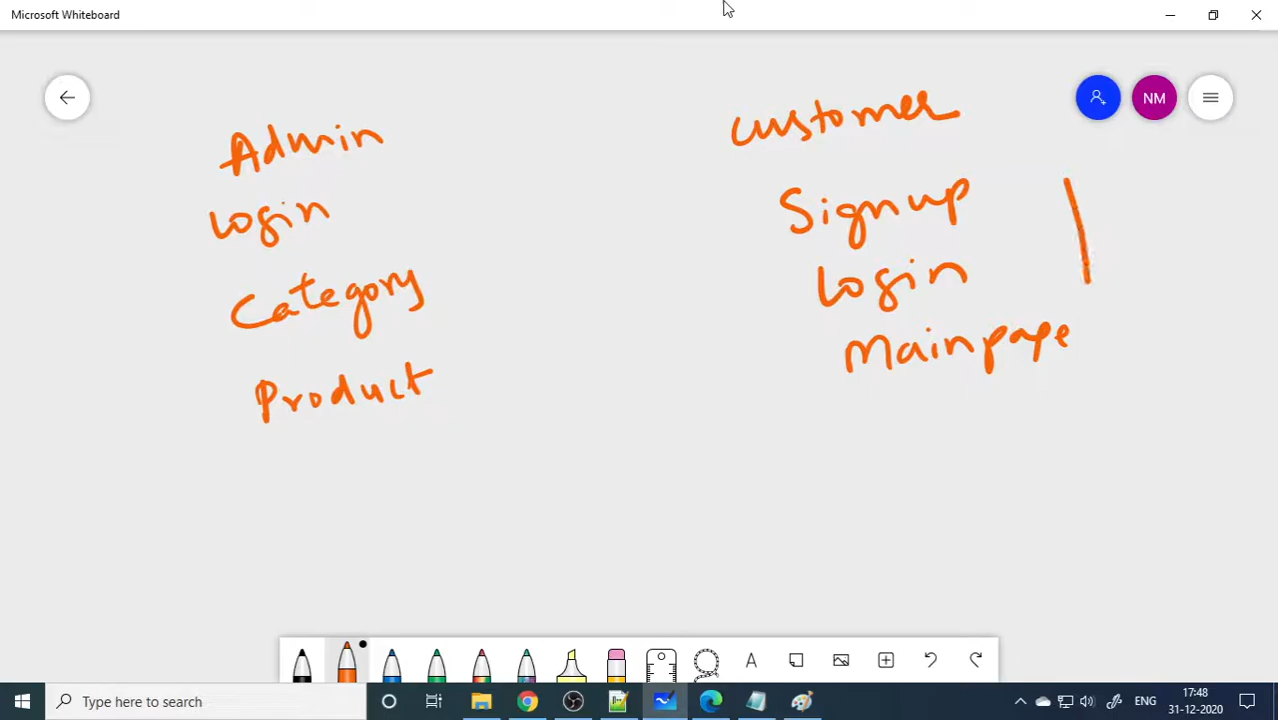 Microsoft Whiteboard
NM
Admin
Login
Category
Product
Customer
Signup
Login
Mainpage
A
Type here to search
ENG
17:48
31-12-2020